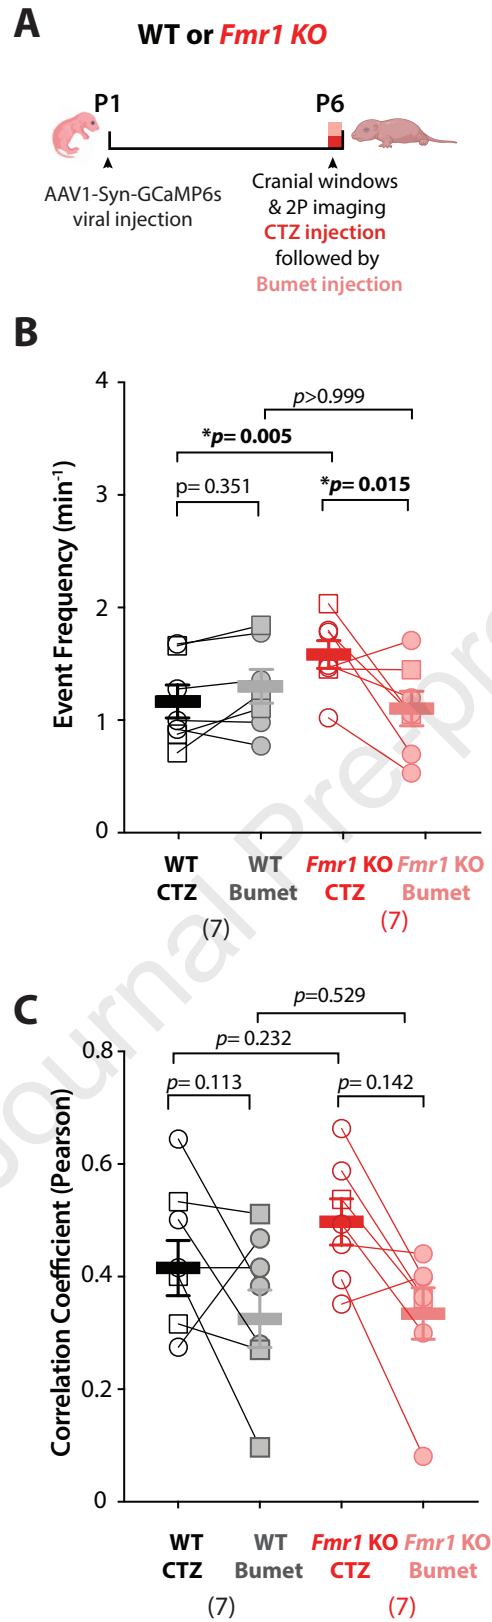 A
WT or Fmr1 KO
P1
P6
AAV1-Syn-GCaMP6s
viral injection
Cranial windows
& 2P imaging
CTZ injection
followed by
Bumet injection
B
Event Frequency (min-1)
4
3
2
1
0
p>0.999
*p= 0.005
p= 0.351
*p= 0.015
WT
CTZ
WT
Bumet
Fmr1 KO
CTZ
Fmr1 KO
Bumet
(7)
(7)
C
Correlation Coefficient (Pearson)
0.8
0.6
0.4
0.2
0
p=0.529
p= 0.232
p= 0.113
p= 0.142
WT
CTZ
WT
Bumet
Fmr1 KO
CTZ
Fmr1 KO
Bumet
(7)
(7)
Journal Pre-pro